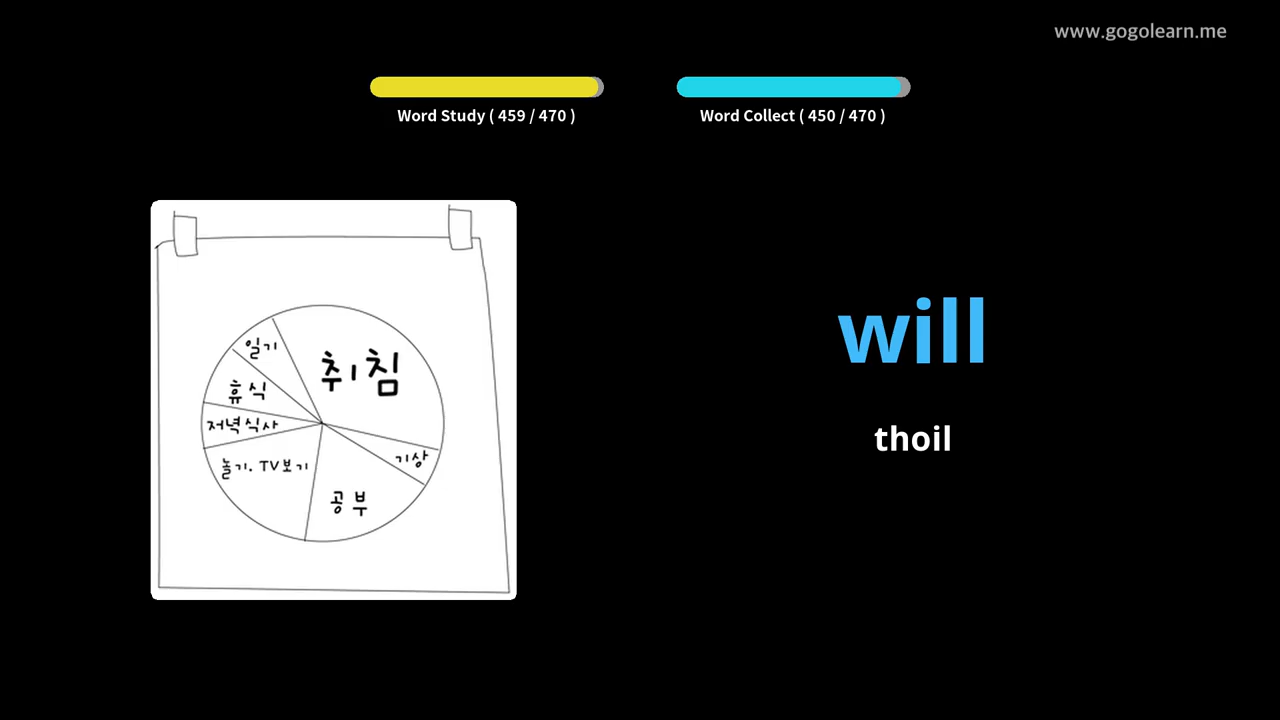 www.gogolearn.me
Word Study ( 459 / 470 )
Word Collect ( 450 / 470 )
일기
취침
휴식
저녁식사
놀기. TV보기
기상
공부
will
thoil